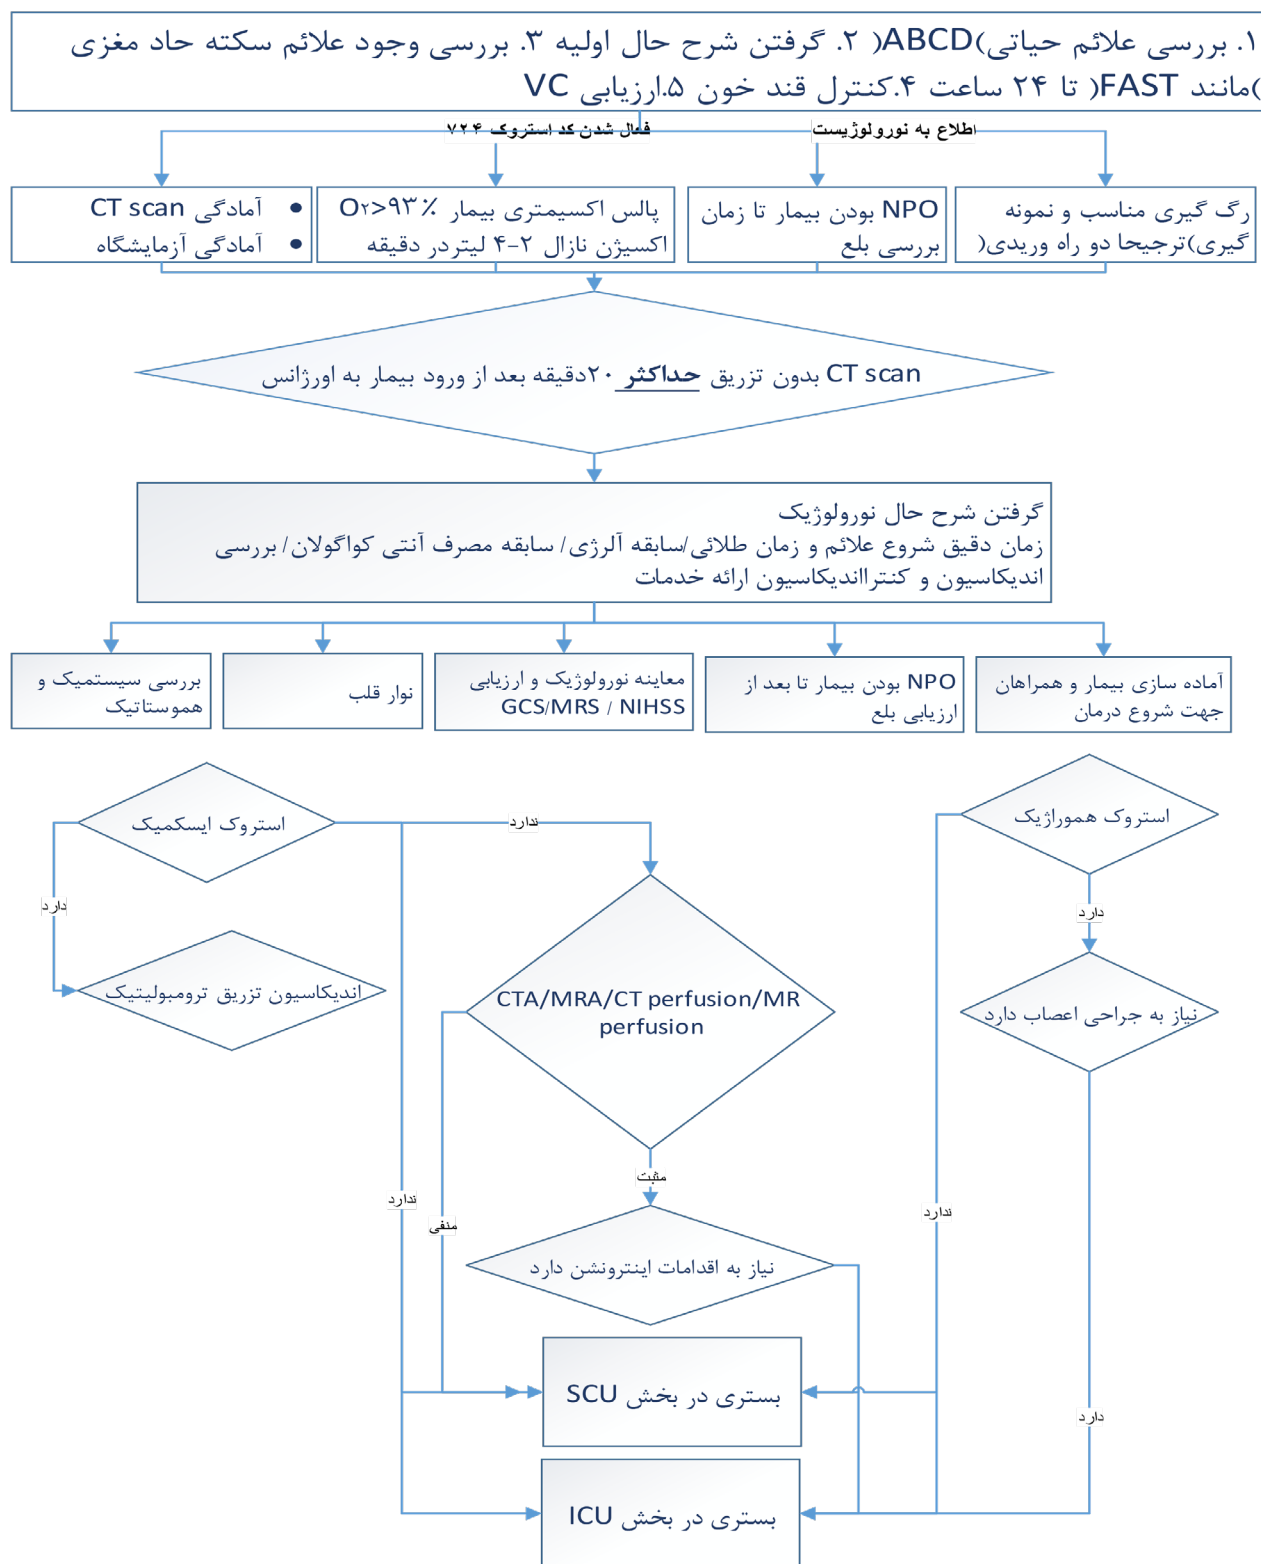 ۱. بررسی علائم حیاتی)ABCD( ۲. گرفتن شرح حال اولیه ۳. بررسی وجود علائم سکته حاد مغزی
)مانند FAST( تا ۲۴ ساعت ۴.کنترل قند خون ۵.ارزیابی VC
اطلاع به نورولوژیست
فعال شدن کد استروک ۷۲۴
رگ گیری مناسب و نمونه
گیری)ترجیحا دو راه وریدی(
NPO بودن بیمار تا زمان
بررسی بلع
پالس اکسیمتری بیمار O۲>۹۳٪
اکسیژن نازال ۲-۴ لیتردر دقیقه
• آمادگی CT scan
• آمادگی آزمایشگاه
CT scan بدون تزریق حداکثر ۲۰دقیقه بعد از ورود بیمار به اورژانس
گرفتن شرح حال نورولوژیک
زمان دقیق شروع علائم و زمان طلائی/سابقه آلرژی/ سابقه مصرف آنتی کواگولان/ بررسی
اندیکاسیون و کنترااندیکاسیون ارائه خدمات
آماده سازی بیمار و همراهان
جهت شروع درمان
NPO بودن بیمار تا بعد از
ارزیابی بلع
معاینه نورولوژیک و ارزیابی
GCS/MRS / NIHSS
نوار قلب
بررسی سیستمیک و
هموستاتیک
استروک هموراژیک
ندارد
استروک ایسکمیک
دارد
دارد
نیاز به جراحی اعصاب دارد
CTA/MRA/CT perfusion/MR
perfusion
اندیکاسیون تزریق ترومبولیتیک
مثبت
ندارد
ندارد
منفی
نیاز به اقدامات اینترونشن دارد
بستری در بخش SCU
دارد
بستری در بخش ICU